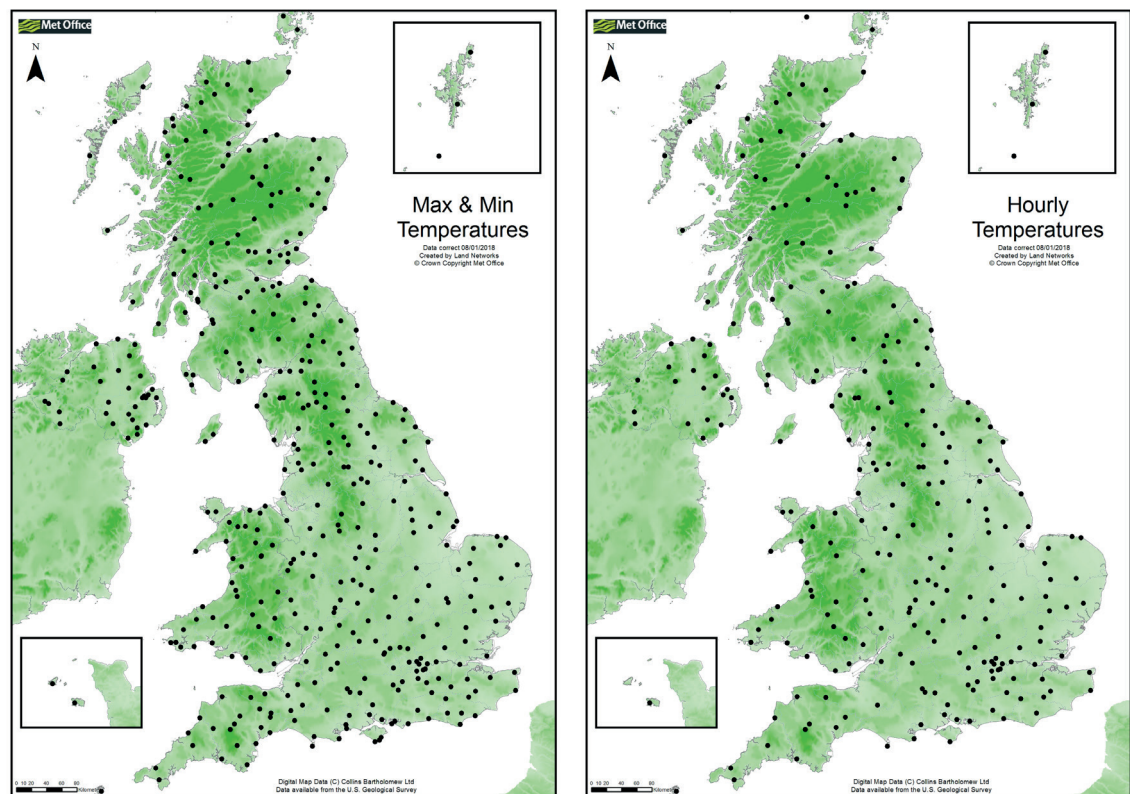 Met Office
N
Max & Min
Temperatures
Data correct 08/01/2018
Created by Land Networks
© Crown Copyright Met Office
0 10 20 40 60 80
Kilometers
Digital Map Data (C) Collins Bartholomew Ltd
Data available from the U.S. Geological Survey
Met Office
N
Hourly
Temperatures
Data correct 08/01/2018
Created by Land Networks
© Crown Copyright Met Office
0 10 20 40 60 80
Digital Map Data (C) Collins Bartholomew Ltd
Data available from the U.S. Geological Survey